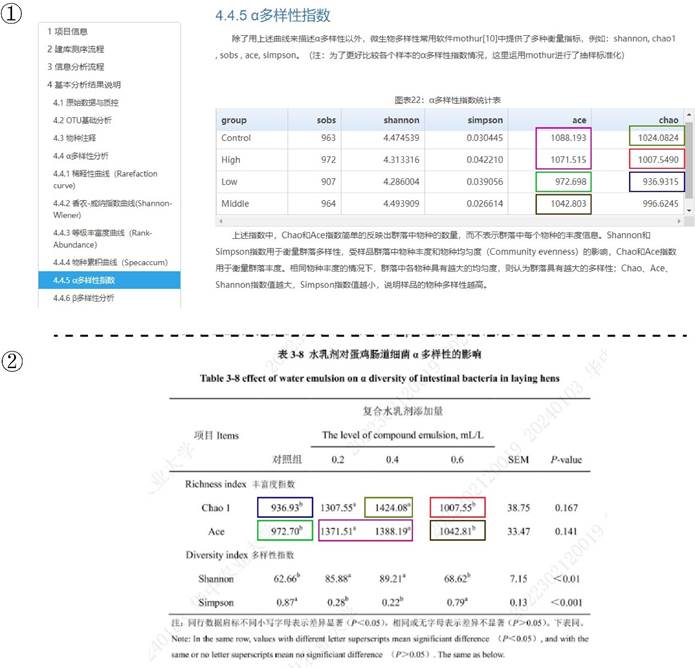 ①
4.4.5 α多样性指数
1 项目信息
2 建库测序流程
3 信息分析流程
4 基本分析结果说明
4.1 原始数据与质控
4.2 OTU基础分析
4.3 物种注释
4.4 α多样性分析
4.4.1 稀释性曲线（Rarefaction
curve）
4.4.2 香农-威纳指数曲线(Shannon-
Wiener)
4.4.3 等级丰富度曲线（Rank-
Abundance）
4.4.4 物种累积曲线（Specaccum）
4.4.5 α多样性指数
4.4.6 β多样性分析
除了用上述曲线来描述α多样性以外，微生物多样性常用软件mothur[10]中提供了多种衡量指标，例如：shannon, chao1
, sobs , ace, simpson。（注：为了更好比较各个样本的α多样性指数情况，这里运用mothur进行了抽样标准化）
图表22：α多样性指数统计表
group sobs shannon simpson ace chao
Control 963 4.474539 0.030445 1088.193 1024.0824
High 972 4.313316 0.042210 1071.515 1007.5490
Low 907 4.286004 0.039056 972.698 936.9315
Middle 964 4.493909 0.026614 1042.803 996.6245
上述指数中，Chao和Ace指数简单的反映出群落中物种的数量，而不表示群落中每个物种的丰度信息。Shannon和
Simpson指数用于衡量群落多样性，受样品群落中物种丰度和物种均匀度（Community evenness）的影响，Chao和Ace指数
用于衡量群落丰度。相同物种丰度的情况下，群落中各物种具有越大的均匀度，则认为群落具有越大的多样性；Chao、Ace、
Shannon指数值越大，Simpson指数值越小，说明样品的物种多样性越高。
②
表 3-8 水乳剂对蛋鸡肠道细菌 α 多样性的影响
Table 3-8 effect of water emulsion on α diversity of intestinal bacteria in laying hens
复合水乳剂添加量
项目 Items The level of compound emulsion, mL/L
对照组 0.2 0.4 0.6 SEM P-value
Richness index 丰富度指数
Chao 1 936.93b 1307.55a 1424.08a 1007.55b 38.75 0.167
Ace 972.70b 1371.51a 1388.19a 1042.81b 33.47 0.141
Diversity index 多样性指数
Shannon 62.66b 85.88a 89.21a 68.62b 7.15 <0.01
Simpson 0.87a 0.28b 0.22b 0.79a 0.13 <0.001
注：同行数据肩标不同小写字母表示差异显著（P＜0.05），相同或无字母表示差异不显著（P＞0.05）。下表同。
Note: In the same row, values with different letter superscripts mean significiant difference （P＜0.05）, and with the
same or no letter superscripts mean no significiant difference （P＞0.05）. The same as below.